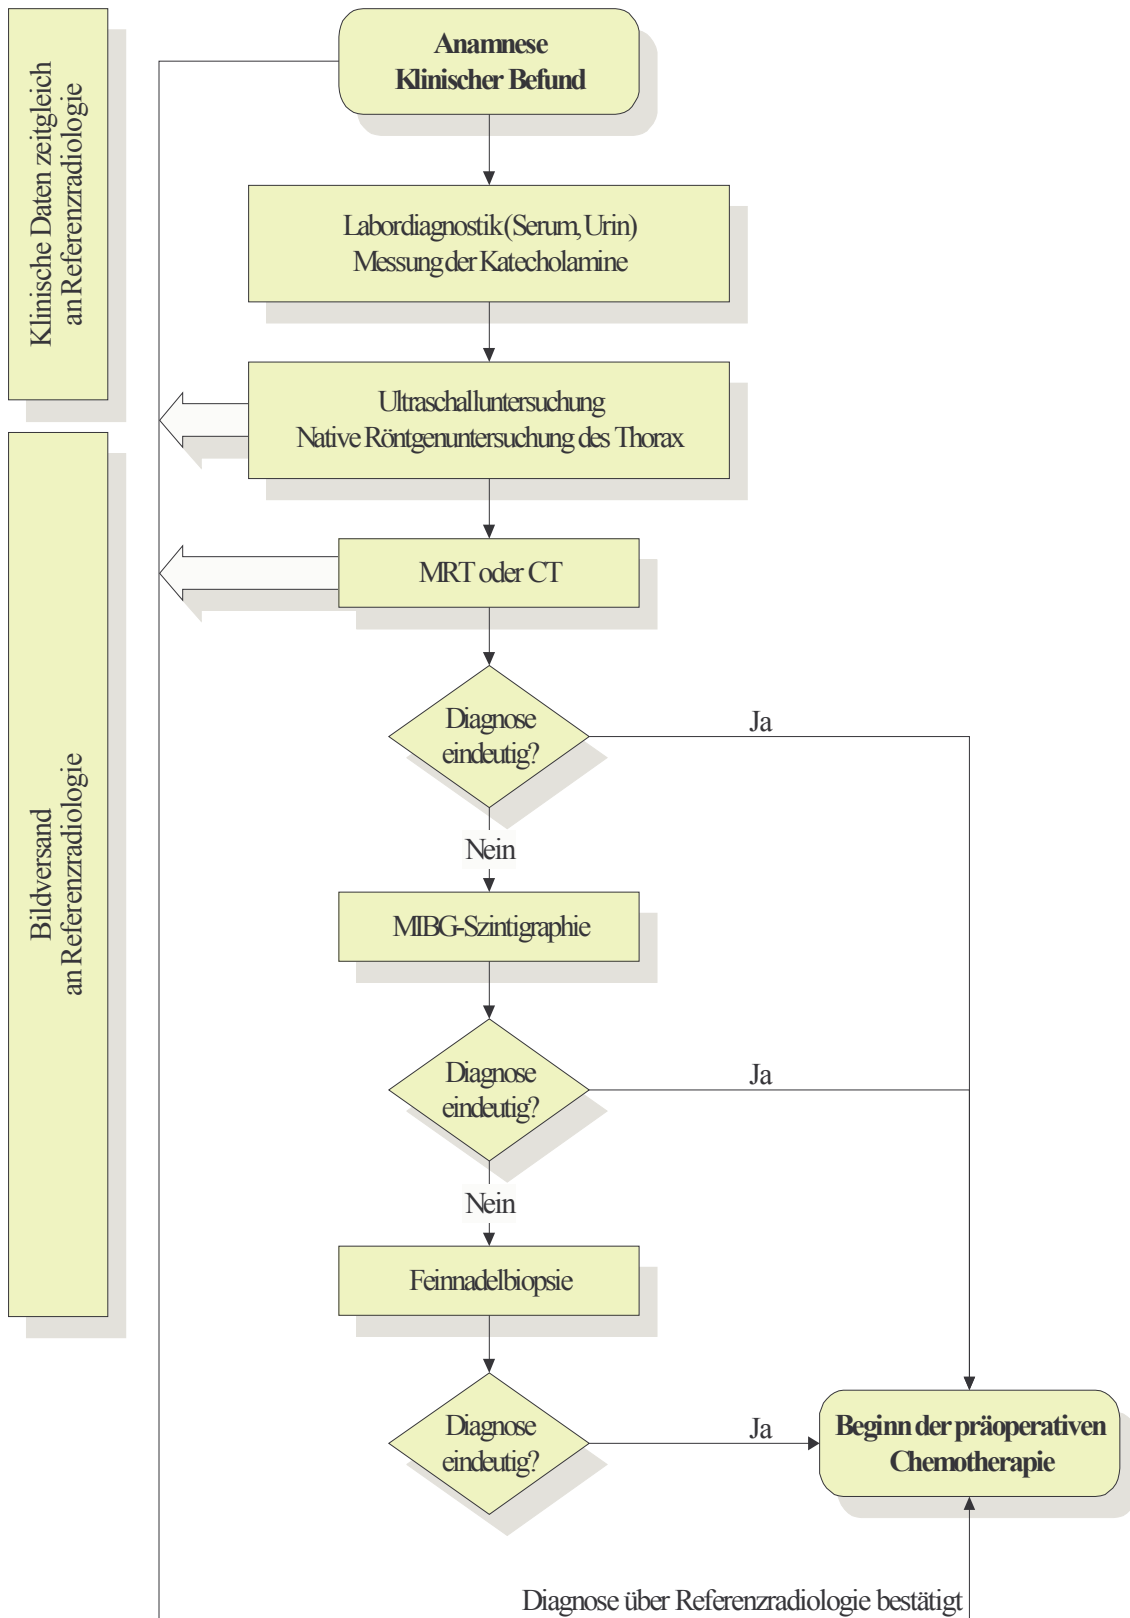 Klinische Daten zeitgleich
an Referenzradiologie
Anamnese
Klinischer Befund
Labordiagnostik (Serum, Urin)
Messung der Katecholamine
Ultraschalluntersuchung
Native Röntgenuntersuchung des Thorax
Bildversand
an Referenzradiologie
MRT oder CT
Diagnose
eindeutig?
Ja
Nein
MIBG-Szintigraphie
Diagnose
eindeutig?
Ja
Nein
Feinnadelbiopsie
Diagnose
eindeutig?
Ja
Beginn der präoperativen
Chemotherapie
Diagnose über Referenzradiologie bestätigt